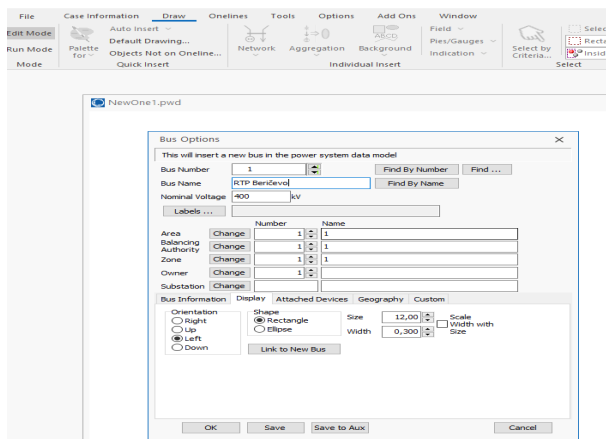 File Case Information Draw Onelines Tools Options Add Ons Window
Edit Mode Auto Insert Field Selec
Default Drawing... ABCD Pies/Gauges Recta
Run Mode Palette for Objects Not on Oneline... Network Aggregation Background Indication Select by Criteria... Insid
Mode Quick Insert Individual Insert Select
NewOne1.pwd
Bus Options
This will insert a new bus in the power system data model
Bus Number 1 Find By Number Find ...
Bus Name RTP Beričevo Find By Name
Nominal Voltage 400 kV
Labels ...
Number Name
Area Change 1 1
Balancing Authority Change 1 1
Zone Change 1 1
Owner Change 1
Substation Change
Bus Information Display Attached Devices Geography Custom
Orientation Shape
Right Rectangle Size 12,00 Scale
Up Ellipse Width 0,300 Width with
Left Size
Down Link to New Bus
OK Save Save to Aux Cancel